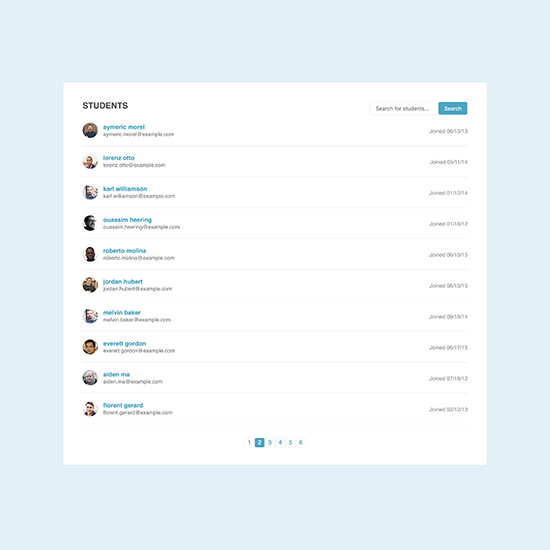 STUDENTS
Search for students...
Search
aymeric morel
aymeric.morel@example.com
Joined 06/13/13
lorenz otto
lorenz.otto@example.com
Joined 05/11/14
karl williamson
karl.williamson@example.com
Joined 01/12/14
ouassim heering
ouassim.heering@example.com
Joined 01/16/12
roberto molina
roberto.molina@example.com
Joined 06/13/15
jordan hubert
jordan.hubert@example.com
Joined 06/13/15
melvin baker
melvin.baker@example.com
Joined 09/16/14
everett gordon
everett.gordon@example.com
Joined 06/17/15
aiden ma
aiden.ma@example.com
Joined 07/18/12
florent gerard
florent.gerard@example.com
Joined 02/12/13
1 2 3 4 5 6